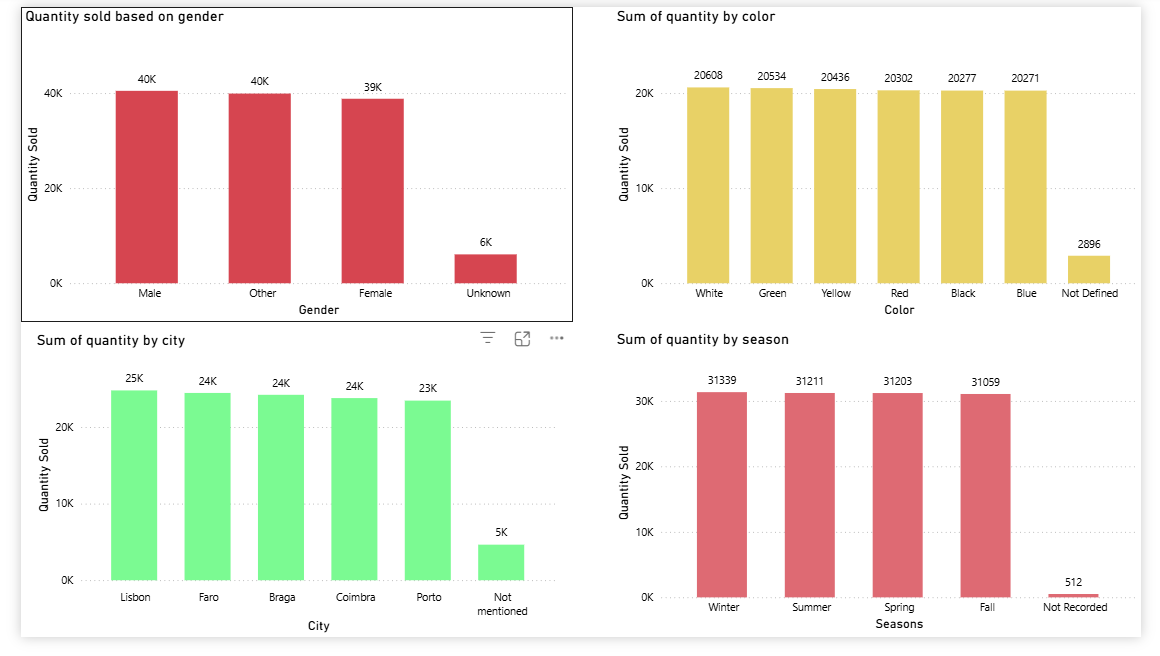 Quantity sold based on gender
Quantity Sold
40K
20K
0K
40K
40K
39K
6K
Male
Other
Female
Unknown
Gender
Sum of quantity by color
Quantity Sold
20K
10K
0K
20608
20534
20436
20302
20277
20271
2896
White
Green
Yellow
Red
Black
Blue
Not Defined
Color
Sum of quantity by city
Quantity Sold
20K
10K
0K
25K
24K
24K
24K
23K
5K
Lisbon
Faro
Braga
Coimbra
Porto
Not
mentioned
City
Sum of quantity by season
Quantity Sold
30K
20K
10K
0K
31339
31211
31203
31059
512
Winter
Summer
Spring
Fall
Not Recorded
Seasons